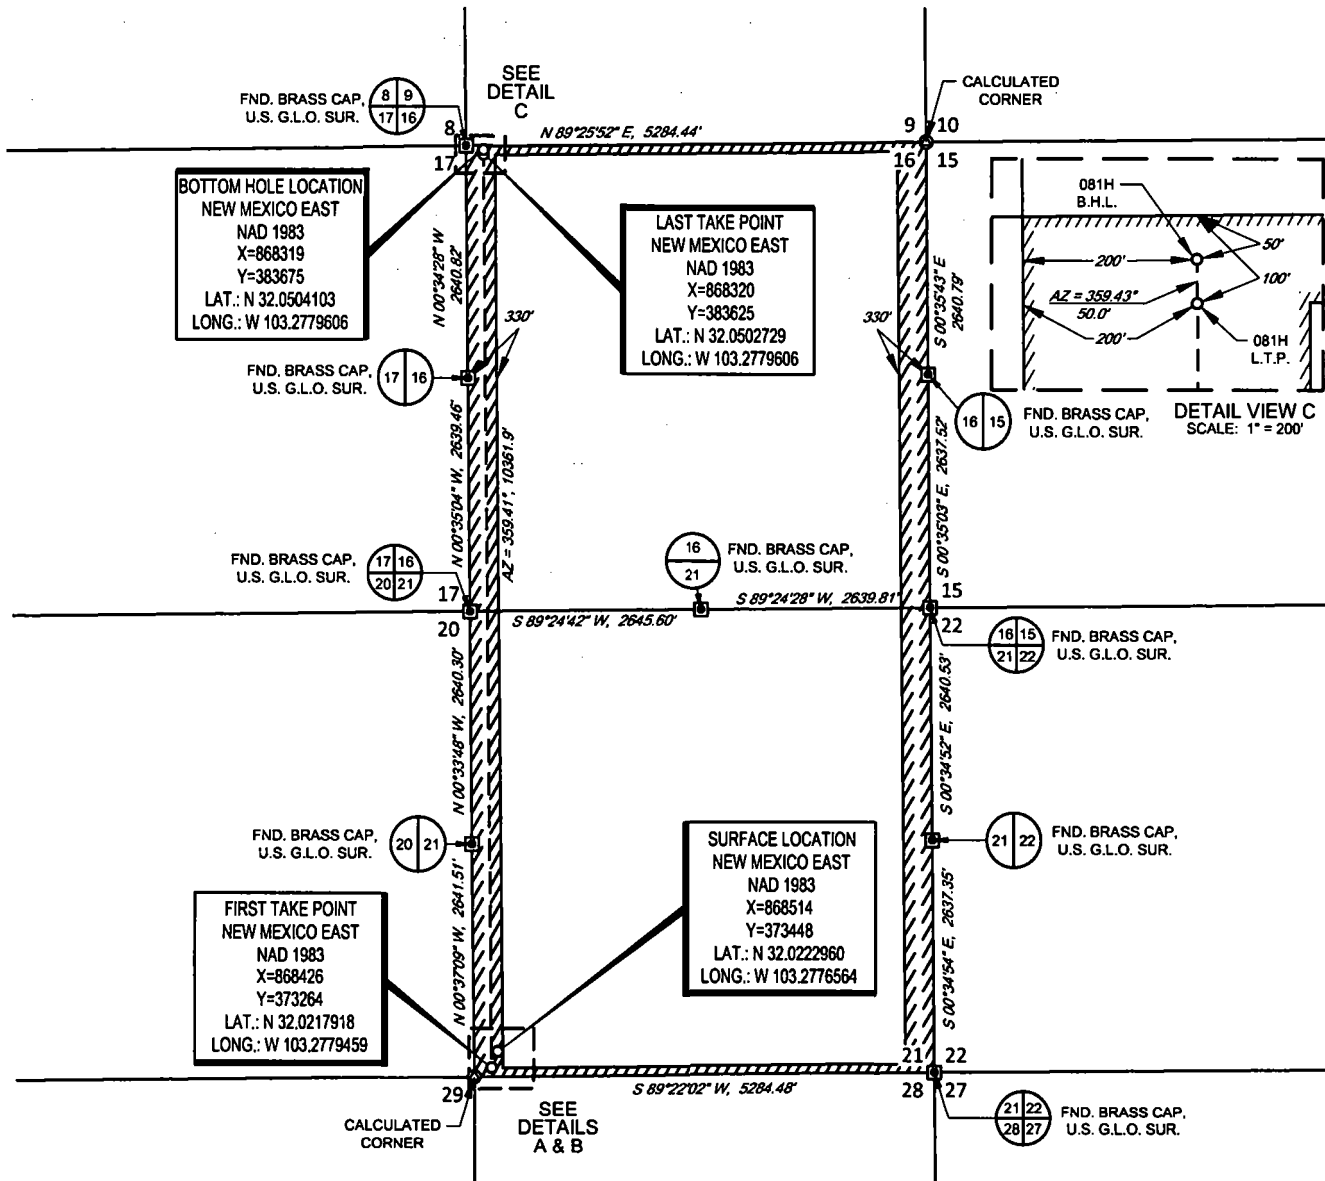 SEE
DETAIL
C
FND. BRASS CAP,
U.S. G.L.O. SUR.
8 9
17 16
8
17
N 89°25'52" E, 5284.44'
CALCULATED
CORNER
9 10
16 15
BOTTOM HOLE LOCATION
NEW MEXICO EAST
NAD 1983
X=868319
Y=383675
LAT.: N 32.0504103
LONG.: W 103.2779606
LAST TAKE POINT
NEW MEXICO EAST
NAD 1983
X=868320
Y=383625
LAT.: N 32.0502729
LONG.: W 103.2779606
N 00°34'28" W
2640.82'
S 00°35'43" E
2640.79'
081H
B.H.L.
50'
200'
100'
AZ = 359.43°
50.0'
200'
081H
L.T.P.
DETAIL VIEW C
SCALE: 1" = 200'
330'
330'
FND. BRASS CAP,
U.S. G.L.O. SUR.
17 16
16 15
FND. BRASS CAP,
U.S. G.L.O. SUR.
N 00°35'04" W, 2639.46'
AZ = 359.41°, 10361.9'
S 00°35'03" E, 2637.52'
FND. BRASS CAP,
U.S. G.L.O. SUR.
17 16
20 21
17
20
16
21
FND. BRASS CAP,
U.S. G.L.O. SUR.
S 89°24'42" W, 2645.60'
S 89°24'28" W, 2639.81'
15
22
16 15
21 22
FND. BRASS CAP,
U.S. G.L.O. SUR.
N 00°33'48" W, 2640.30'
S 00°34'52" E, 2640.53'
FND. BRASS CAP,
U.S. G.L.O. SUR.
20 21
21 22
FND. BRASS CAP,
U.S. G.L.O. SUR.
SURFACE LOCATION
NEW MEXICO EAST
NAD 1983
X=868514
Y=373448
LAT.: N 32.0222960
LONG.: W 103.2776564
FIRST TAKE POINT
NEW MEXICO EAST
NAD 1983
X=868426
Y=373264
LAT.: N 32.0217918
LONG.: W 103.2779459
N 00°37'09" W, 2641.51'
S 00°34'54" E, 2637.35'
29
S 89°22'02" W, 5284.48'
21 22
28 27
CALCULATED
CORNER
SEE
DETAILS
A & B
21 22
28 27
FND. BRASS CAP,
U.S. G.L.O. SUR.